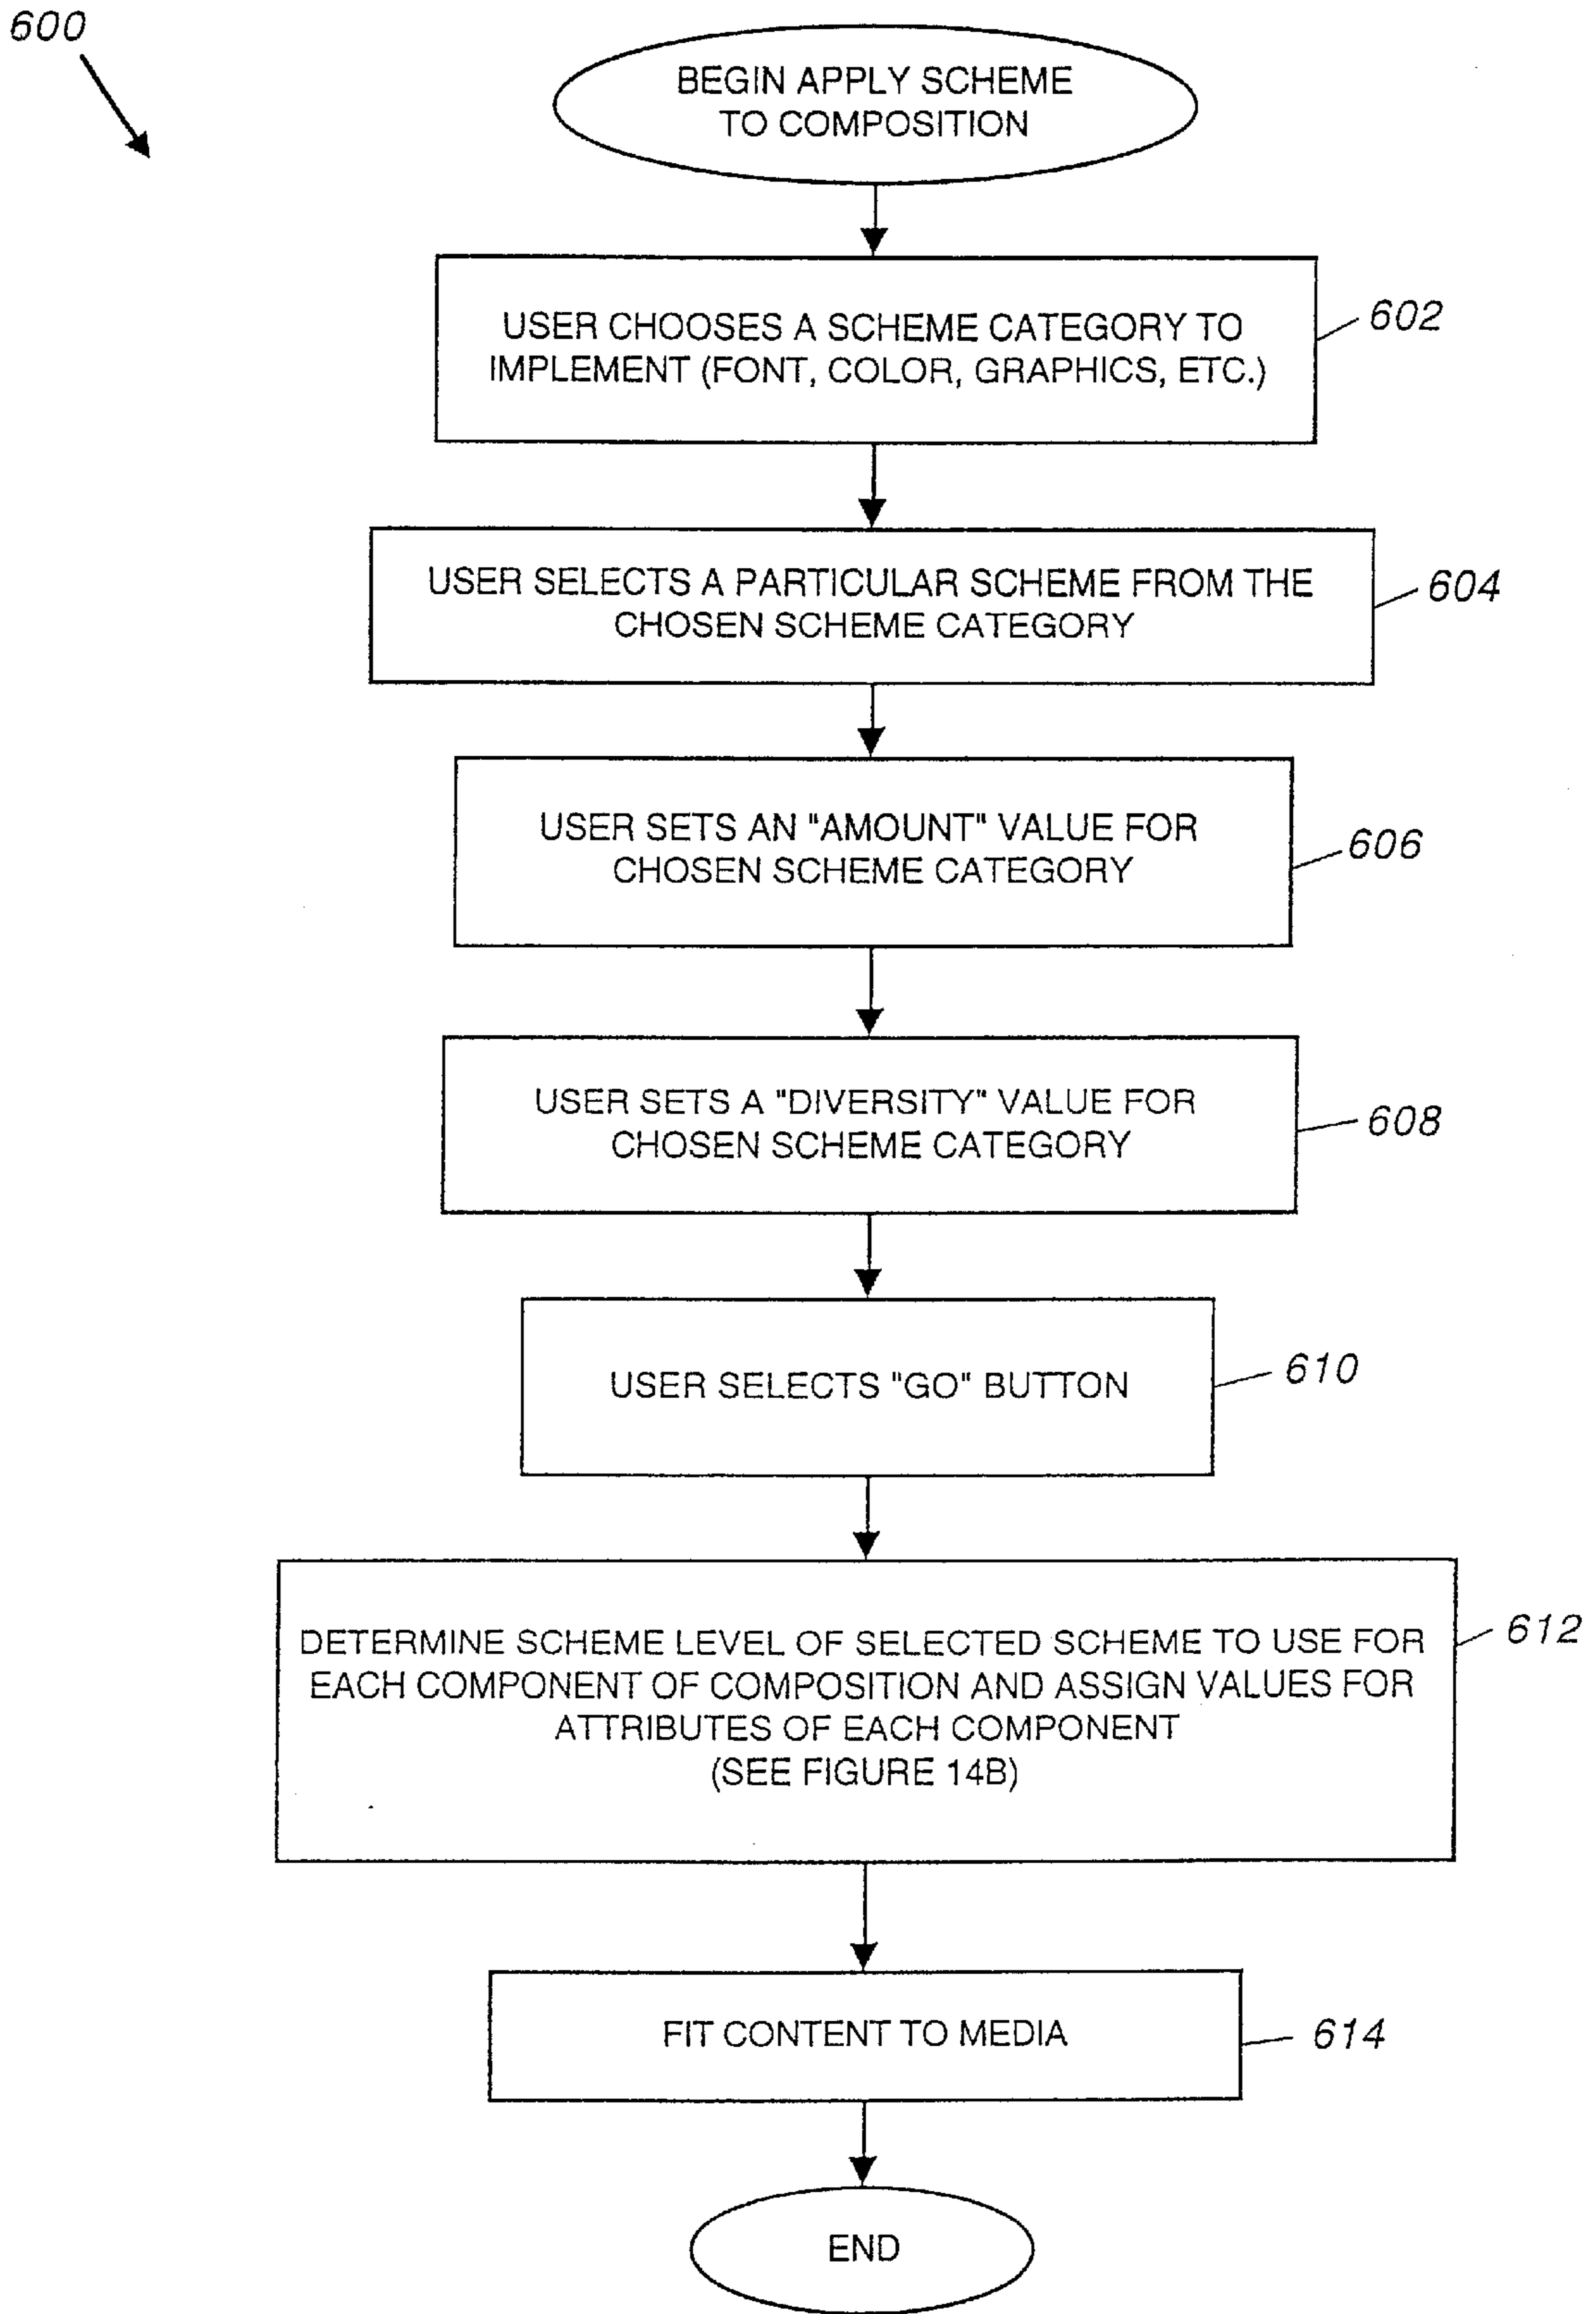 600
BEGIN APPLY SCHEME
TO COMPOSITION
USER CHOOSES A SCHEME CATEGORY TO
IMPLEMENT (FONT, COLOR, GRAPHICS, ETC.)
602
USER SELECTS A PARTICULAR SCHEME FROM THE
CHOSEN SCHEME CATEGORY
604
USER SETS AN "AMOUNT" VALUE FOR
CHOSEN SCHEME CATEGORY
606
USER SETS A "DIVERSITY" VALUE FOR
CHOSEN SCHEME CATEGORY
608
USER SELECTS "GO" BUTTON
610
DETERMINE SCHEME LEVEL OF SELECTED SCHEME TO USE FOR
EACH COMPONENT OF COMPOSITION AND ASSIGN VALUES FOR
ATTRIBUTES OF EACH COMPONENT
(SEE FIGURE 14B)
612
FIT CONTENT TO MEDIA
614
END